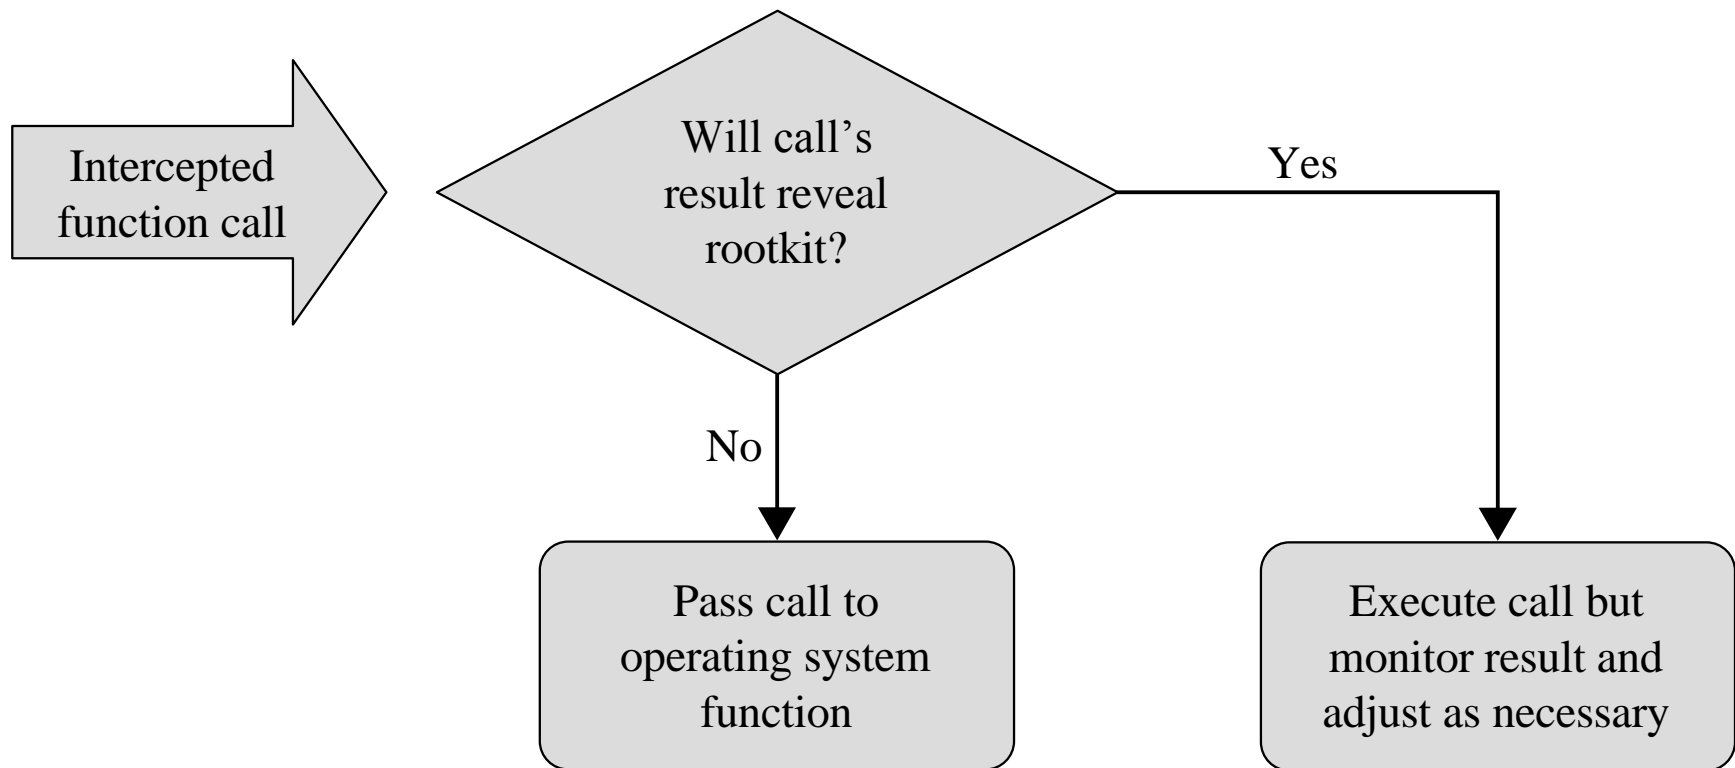 Intercepted
function call
Will call’s
result reveal
rootkit?
Yes
No
Pass call to
operating system
function
Execute call but
monitor result and
adjust as necessary